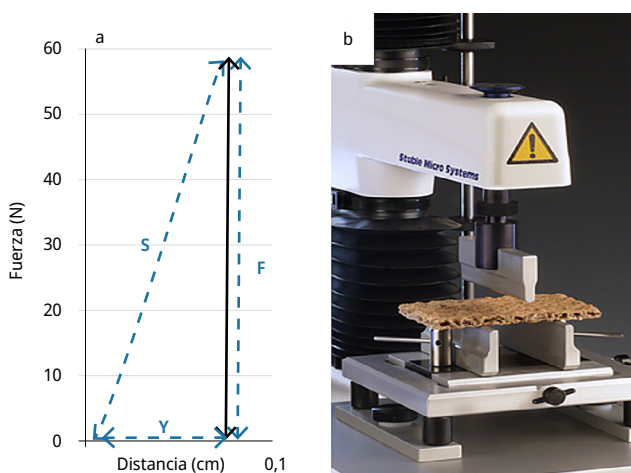 a
60
50
40
30
20
10
0
Fuerza (N)
S
F
Y
Distancia (cm)
0,1
b
Stable Micro Systems